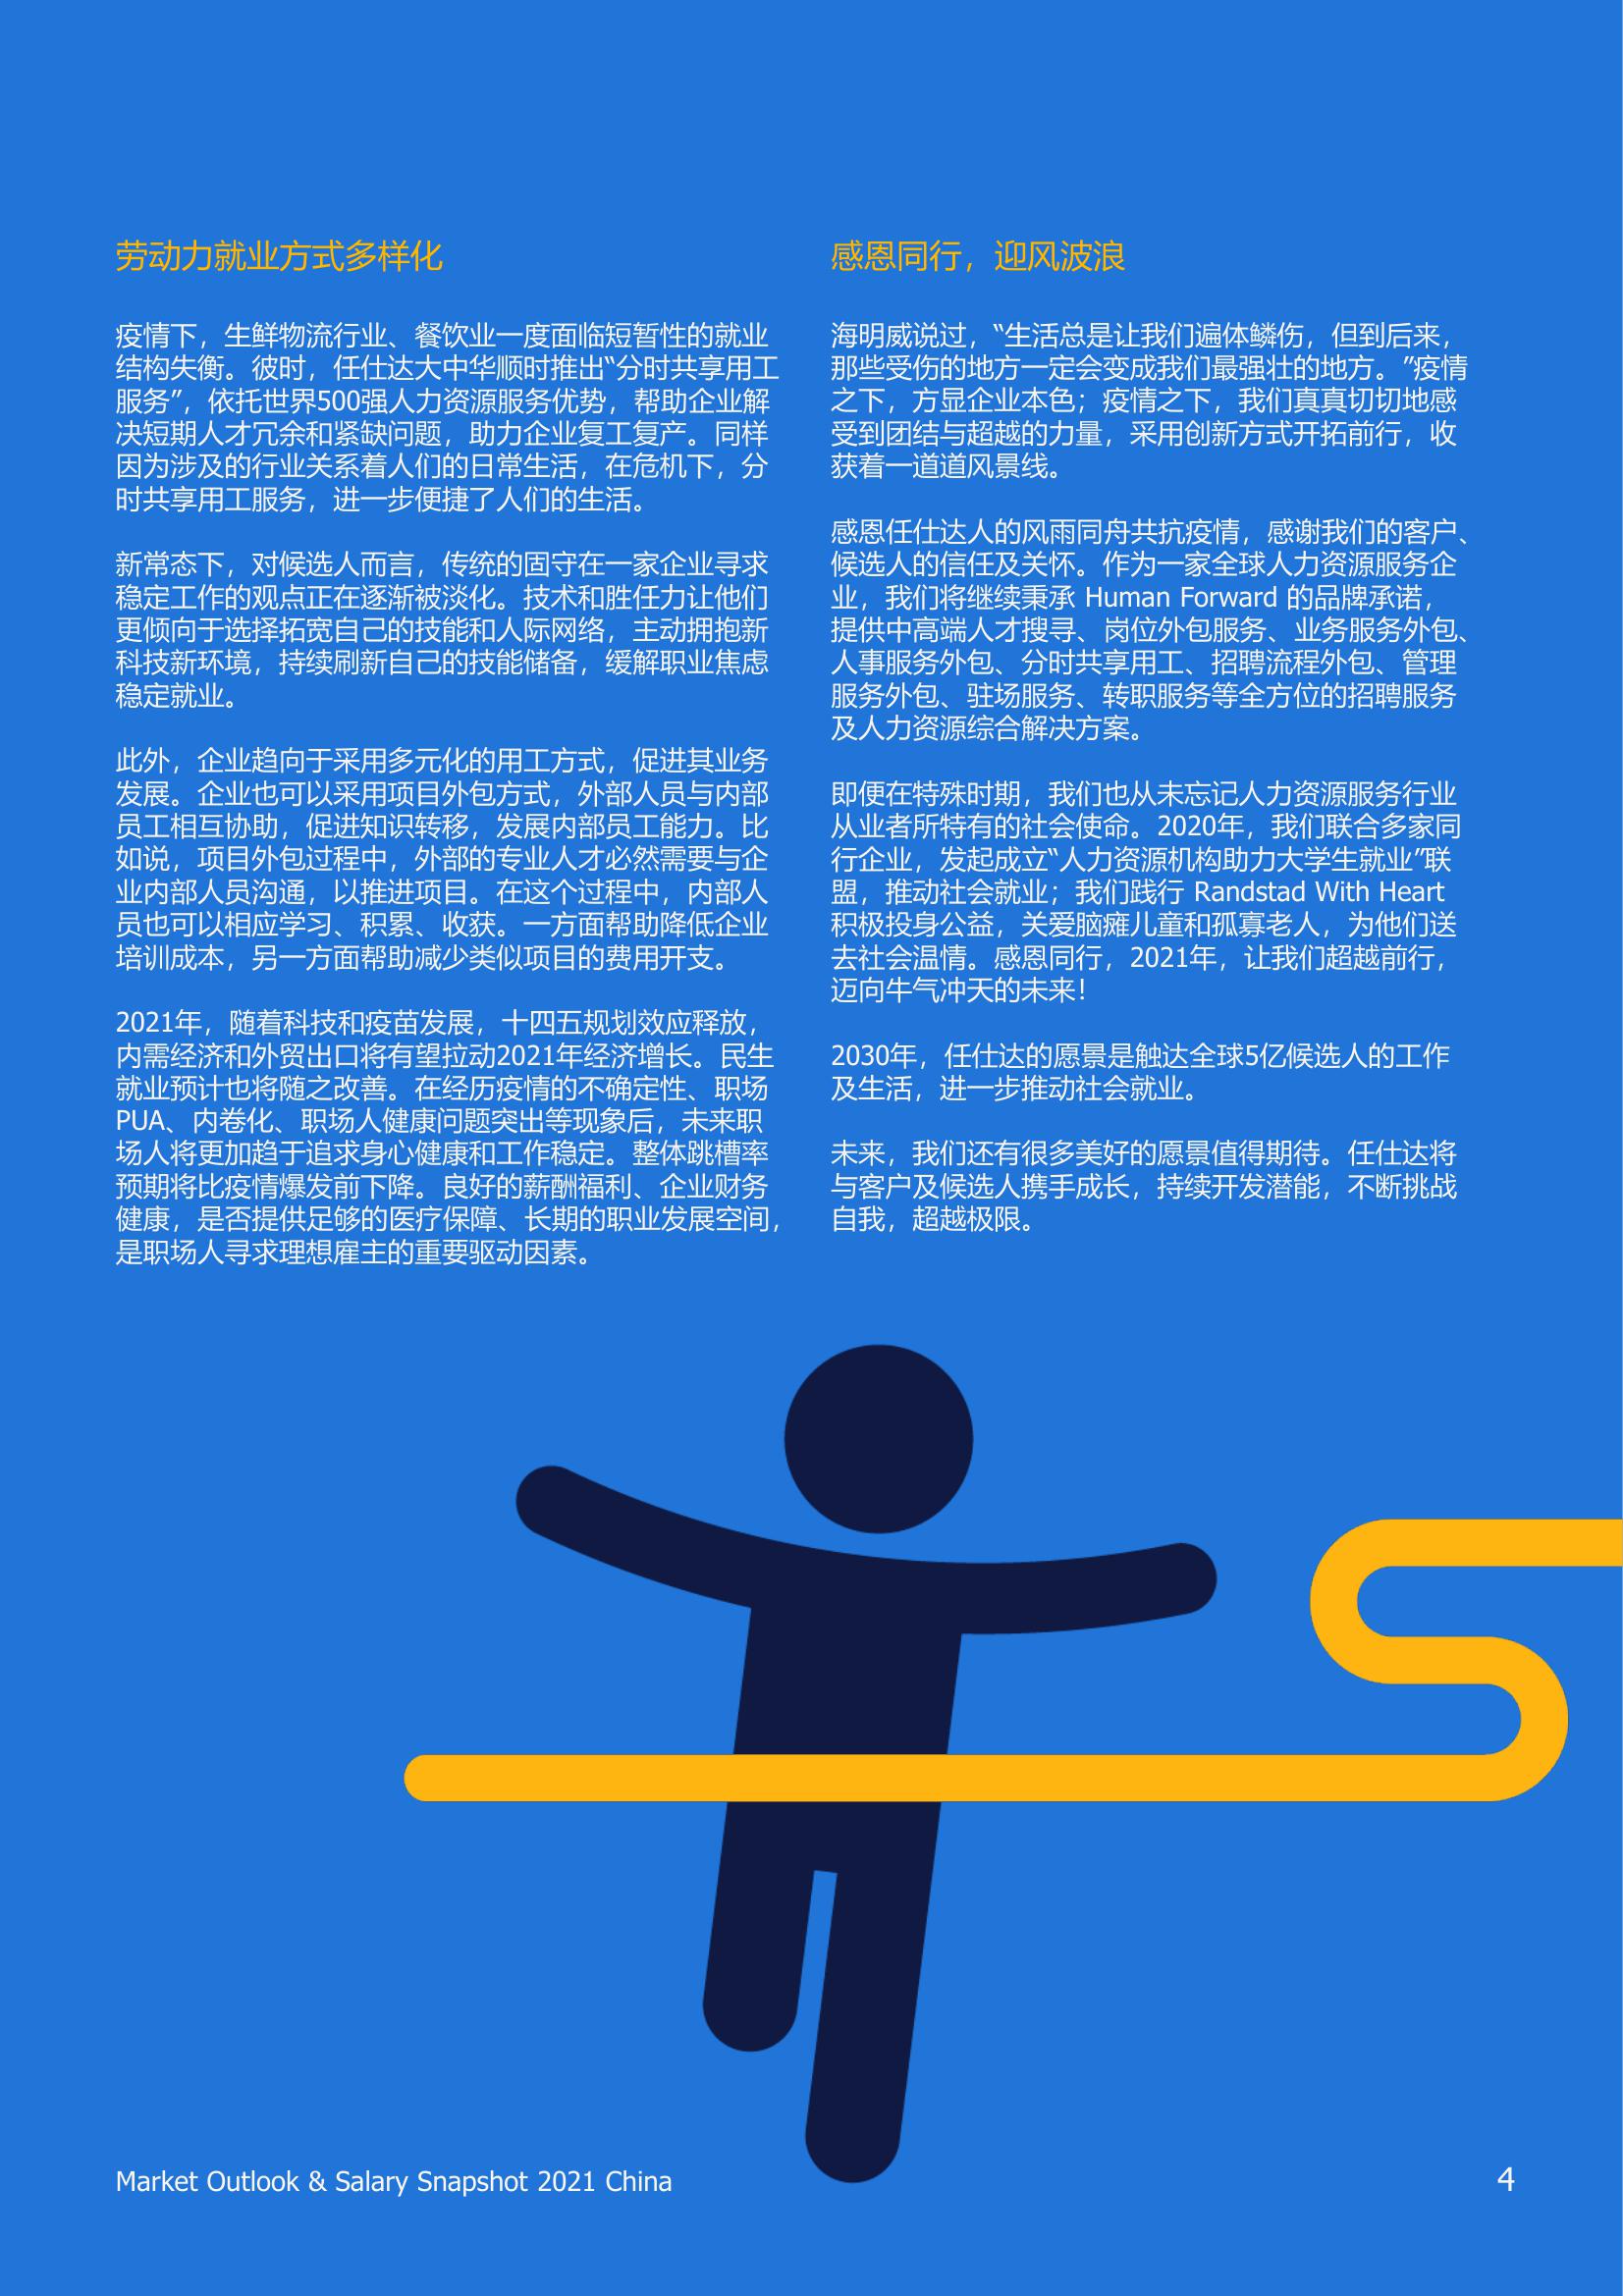 劳动力就业方式多样化
疫情下，生鲜物流行业、餐饮业一度面临短暂性的就业
结构失衡。彼时，任仕达大中华顺时推出“分时共享用工
服务”，依托世界500强人力资源服务优势，帮助企业解
决短期人才冗余和紧缺问题，助力企业复工复产。同样
因为涉及的行业关系着人们的日常生活，在危机下，分
时共享用工服务，进一步便捷了人们的生活。
新常态下，对候选人而言，传统的固守在一家企业寻求
稳定工作的观点正在逐渐被淡化。技术和胜任力让他们
更倾向于选择拓宽自己的技能和人际网络，主动拥抱新
科技新环境，持续刷新自己的技能储备，缓解职业焦虑
稳定就业。
此外，企业趋向于采用多元化的用工方式，促进其业务
发展。企业也可以采用项目外包方式，外部人员与内部
员工相互协助，促进知识转移，发展内部员工能力。比
如说，项目外包过程中，外部的专业人才必然需要与企
业内部人员沟通，以推进项目。在这个过程中，内部人
员也可以相应学习、积累、收获。一方面帮助降低企业
培训成本，另一方面帮助减少类似项目的费用开支。
2021年，随着科技和疫苗发展，十四五规划效应释放，
内需经济和外贸出口将有望拉动2021年经济增长。民生
就业预计也将随之改善。在经历疫情的不确定性、职场
PUA、内卷化、职场人健康问题突出等现象后，未来职
场人将更加趋于追求身心健康和工作稳定。整体跳槽率
预期将比疫情爆发前下降。良好的薪酬福利、企业财务
健康，是否提供足够的医疗保障、长期的职业发展空间，
是职场人寻求理想雇主的重要驱动因素。
感恩同行，迎风波浪
海明威说过，“生活总是让我们遍体鳞伤，但到后来，
那些受伤的地方一定会变成我们最强壮的地方。”疫情
之下，方显企业本色；疫情之下，我们真真切切地感
受到团结与超越的力量，采用创新方式开拓前行，收
获着一道道风景线。
感恩任仕达人的风雨同舟共抗疫情，感谢我们的客户、
候选人的信任及关怀。作为一家全球人力资源服务企
业，我们将继续秉承 Human Forward 的品牌承诺，
提供中高端人才搜寻、岗位外包服务、业务服务外包、
人事服务外包、分时共享用工、招聘流程外包、管理
服务外包、驻场服务、转职服务等全方位的招聘服务
及人力资源综合解决方案。
即便在特殊时期，我们也从未忘记人力资源服务行业
从业者所特有的社会使命。2020年，我们联合多家同
行企业，发起成立“人力资源机构助力大学生就业”联
盟，推动社会就业；我们践行 Randstad With Heart
积极投身公益，关爱脑瘫儿童和孤寡老人，为他们送
去社会温情。感恩同行，2021年，让我们超越前行，
迈向牛气冲天的未来！
2030年，任仕达的愿景是触达全球5亿候选人的工作
及生活，进一步推动社会就业。
未来，我们还有很多美好的愿景值得期待。任仕达将
与客户及候选人携手成长，持续开发潜能，不断挑战
自我，超越极限。
Market Outlook & Salary Snapshot 2021 China
4